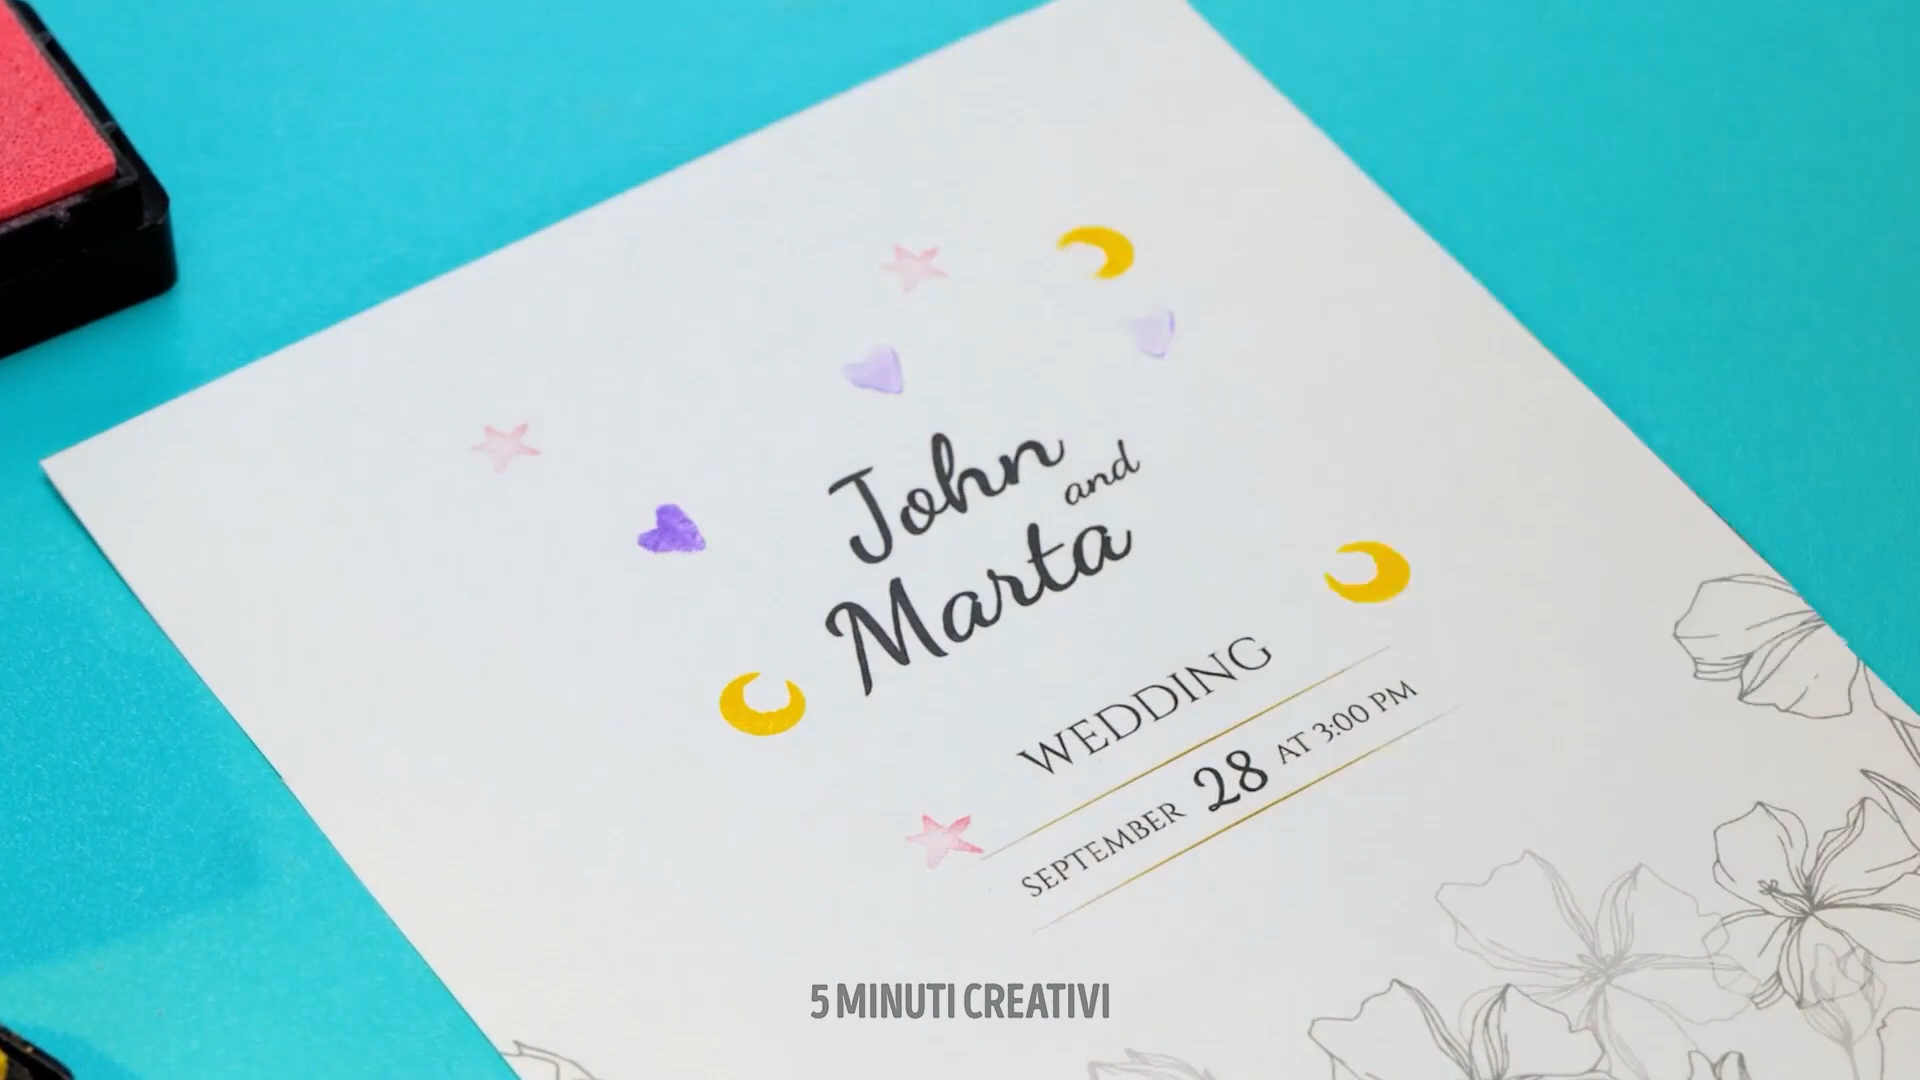 John
and
Marta
WEDDING
SEPTEMBER 28 AT 3:00 PM
5 MINUTI CREATIVI